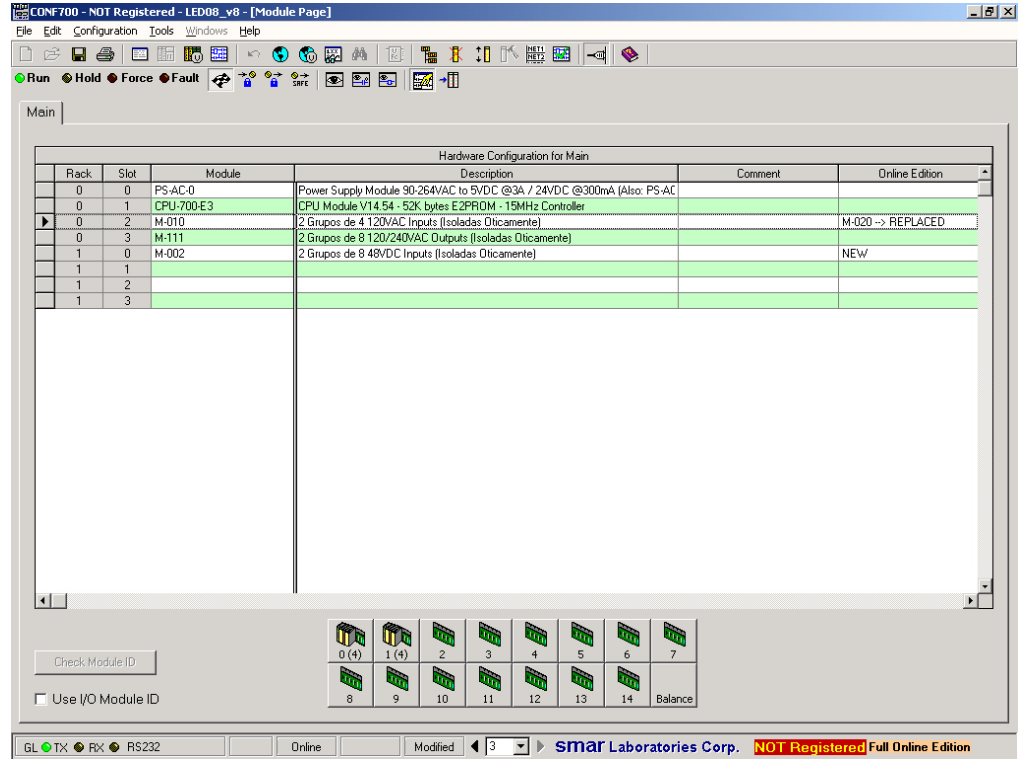 CONF700 - NOT Registered - LED08_v8 - [Module Page]
File Edit Configuration Tools Windows Help
NET1
NET2
Run Hold Force Fault
SAFE
Main
Hardware Configuration for Main
Rack Slot Module Description Comment Online Edition
0 0 PS-AC-0 Power Supply Module 90-264VAC to 5VDC @3A / 24VDC @300mA (Also: PS-AC
0 1 CPU-700-E3 CPU Module V14.54 - 52K bytes E2PROM - 15MHz Controller
0 2 M-010 2 Grupos de 4 120VAC Inputs (Isoladas Oticamente) M-020 --> REPLACED
0 3 M-111 2 Grupos de 8 120/240VAC Outputs (Isoladas Oticamente)
1 0 M-002 2 Grupos de 8 48VDC Inputs (Isoladas Oticamente) NEW
1 1
1 2
1 3
0 (4) 1 (4) 2 3 4 5 6 7
Check Module ID
8 9 10 11 12 13 14 Balance
Use I/O Module ID
GL TX RX RS232 Online Modified 3 smar Laboratories Corp. NOT Registered Full Online Edition